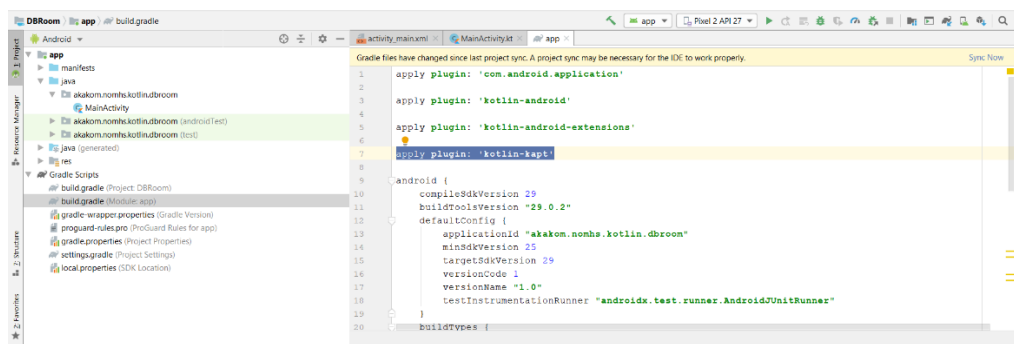 DBRoom app build.gradle
app Pixel 2 API 27
1: Project
Resource Manager
2: Structure
2: Favorites
Android
app
manifests
java
akakom.nomhs.kotlin.dbroom
MainActivity
akakom.nomhs.kotlin.dbroom (androidTest)
akakom.nomhs.kotlin.dbroom (test)
java (generated)
res
Gradle Scripts
build.gradle (Project: DBRoom)
build.gradle (Module: app)
gradle-wrapper.properties (Gradle Version)
proguard-rules.pro (ProGuard Rules for app)
gradle.properties (Project Properties)
settings.gradle (Project Settings)
local.properties (SDK Location)
activity_main.xml MainActivity.kt app
Gradle files have changed since last project sync. A project sync may be necessary for the IDE to work properly. Sync Now
1 apply plugin: 'com.android.application'
2
3 apply plugin: 'kotlin-android'
4
5 apply plugin: 'kotlin-android-extensions'
6
7 apply plugin: 'kotlin-kapt'
8
9 android {
10 compileSdkVersion 29
11 buildToolsVersion "29.0.2"
12 defaultConfig {
13 applicationId "akakom.nomhs.kotlin.dbroom"
14 minSdkVersion 25
15 targetSdkVersion 29
16 versionCode 1
17 versionName "1.0"
18 testInstrumentationRunner "androidx.test.runner.AndroidJUnitRunner"
19 }
20 buildTypes {